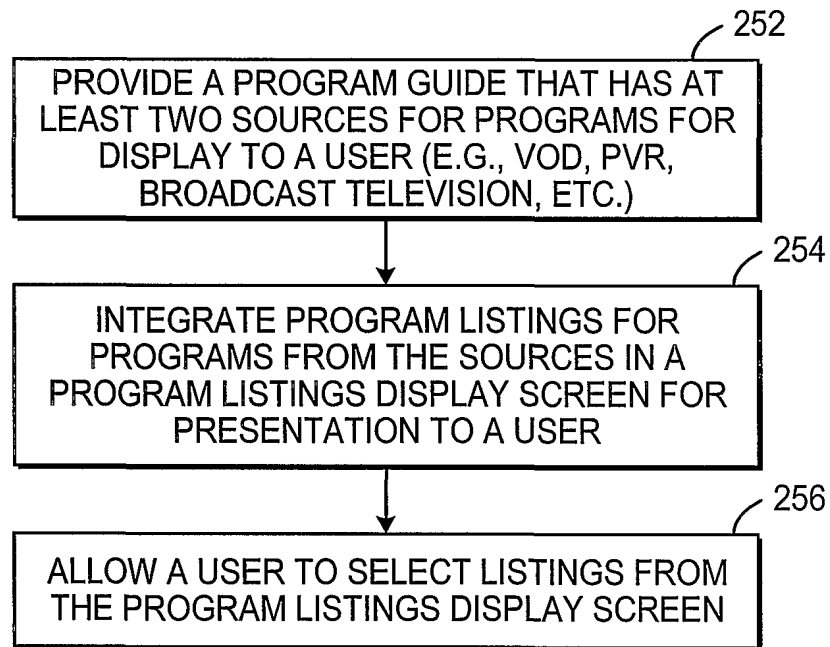 252
PROVIDE A PROGRAM GUIDE THAT HAS AT
LEAST TWO SOURCES FOR PROGRAMS FOR
DISPLAY TO A USER (E.G., VOD, PVR,
BROADCAST TELEVISION, ETC.)
254
INTEGRATE PROGRAM LISTINGS FOR
PROGRAMS FROM THE SOURCES IN A
PROGRAM LISTINGS DISPLAY SCREEN FOR
PRESENTATION TO A USER
256
ALLOW A USER TO SELECT LISTINGS FROM
THE PROGRAM LISTINGS DISPLAY SCREEN